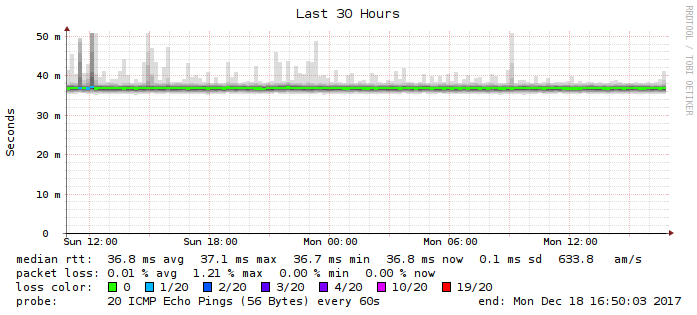 Last 30 Hours
RRDTOOL / TOBI OETIKER
Seconds
50 m
40 m
30 m
20 m
10 m
0
Sun 12:00 Sun 18:00 Mon 00:00 Mon 06:00 Mon 12:00
median rtt: 36.8 ms avg 37.1 ms max 36.7 ms min 36.8 ms now 0.1 ms sd 633.8 am/s
packet loss: 0.01 % avg 1.21 % max 0.00 % min 0.00 % now
loss color: 0 1/20 2/20 3/20 4/20 10/20 19/20
probe: 20 ICMP Echo Pings (56 Bytes) every 60s end: Mon Dec 18 16:50:03 2017